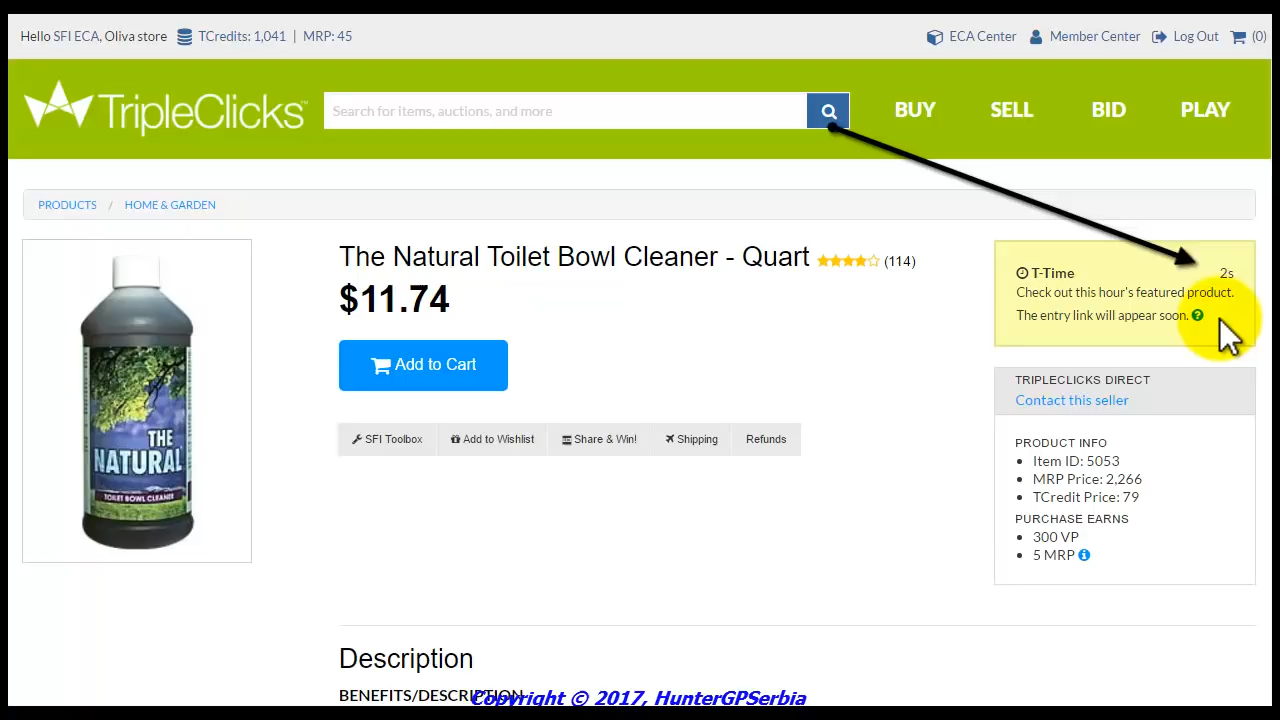 Hello SFI ECA, Oliva store TCredits: 1,041 | MRP: 45 ECA Center Member Center Log Out (0)
TripleClicks™ Search for items, auctions, and more BUY SELL BID PLAY
PRODUCTS / HOME & GARDEN
The Natural Toilet Bowl Cleaner - Quart (114)
$11.74
Add to Cart
SFI Toolbox Add to Wishlist Share & Win! Shipping Refunds
THE
NATURAL
TOILET BOWL CLEANER
T-Time 2s
Check out this hour's featured product.
The entry link will appear soon. ?
TRIPLECLICKS DIRECT
Contact this seller
PRODUCT INFO
• Item ID: 5053
• MRP Price: 2,266
• TCredit Price: 79
PURCHASE EARNS
• 300 VP
• 5 MRP
Description
BENEFITS/DESCRIPTION
Copyright © 2017, HunterGPSerbia